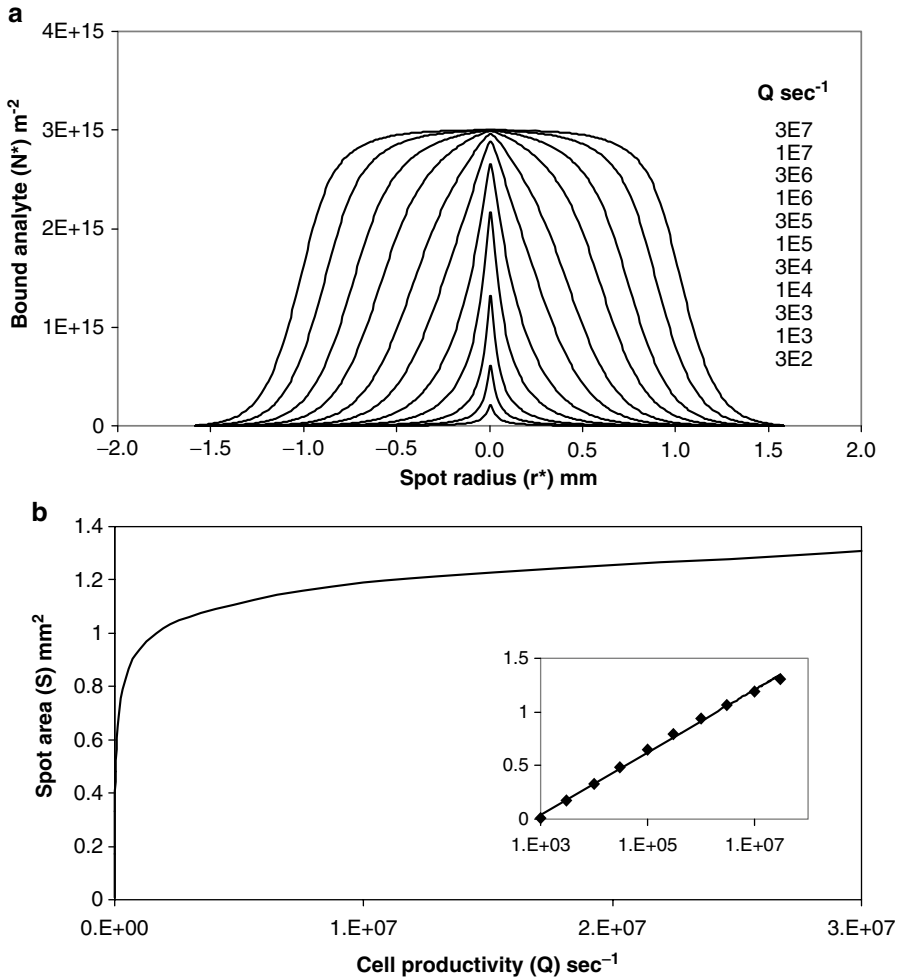 a
4E+15
3E+15
2E+15
1E+15
0
Bound analyte (N*) m⁻²
−2.0 −1.5 −1.0 −0.5 0.0 0.5 1.0 1.5 2.0
Spot radius (r*) mm
Q sec⁻¹
3E7
1E7
3E6
1E6
3E5
1E5
3E4
1E4
3E3
1E3
3E2
b
1.4
1.2
1
0.8
0.6
0.4
0.2
0
Spot area (S) mm²
0.E+00 1.E+07 2.E+07 3.E+07
Cell productivity (Q) sec⁻¹
1.5
1
0.5
0
1.E+03 1.E+05 1.E+07